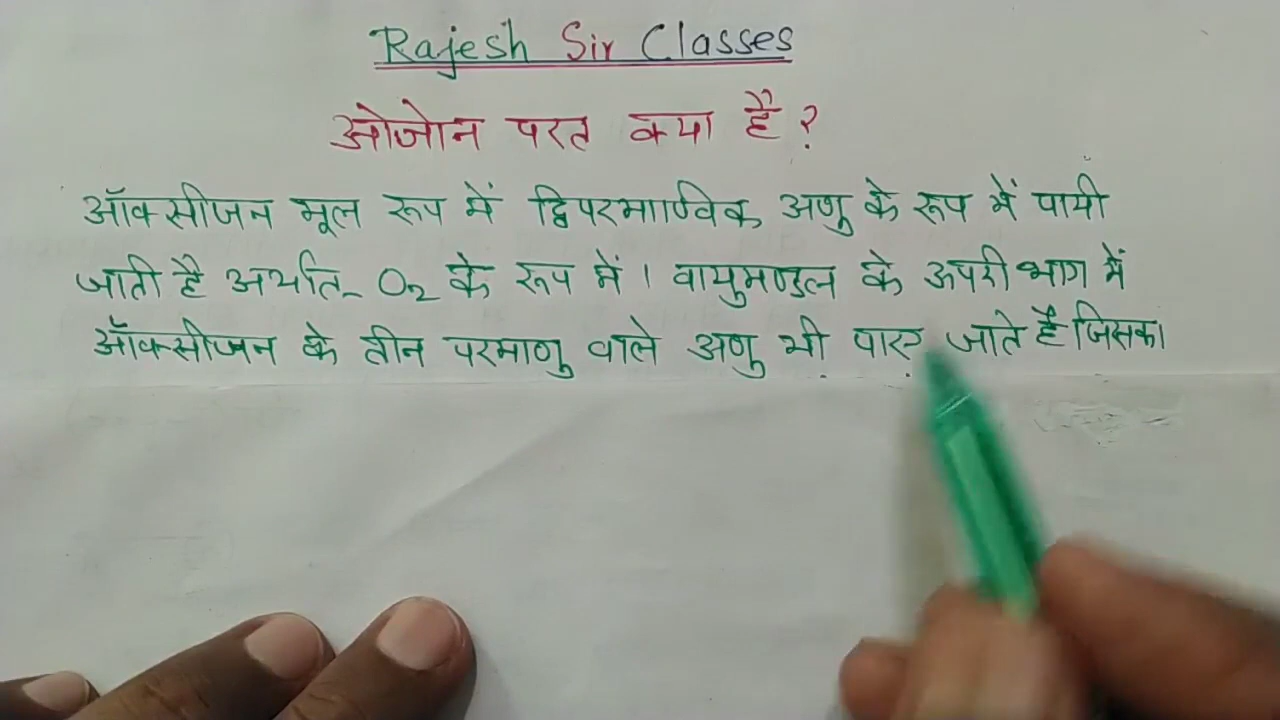 Rajesh Sir Classes
ओजोन परत क्या है ?
ऑक्सीजन मूल रूप में द्विपरमाण्विक अणु के रूप में पायी
जाती है अर्थात O₂ के रूप में । वायुमण्डल के ऊपरी भाग में
ऑक्सीजन के तीन परमाणु वाले अणु भी पाए जाते है जिसका